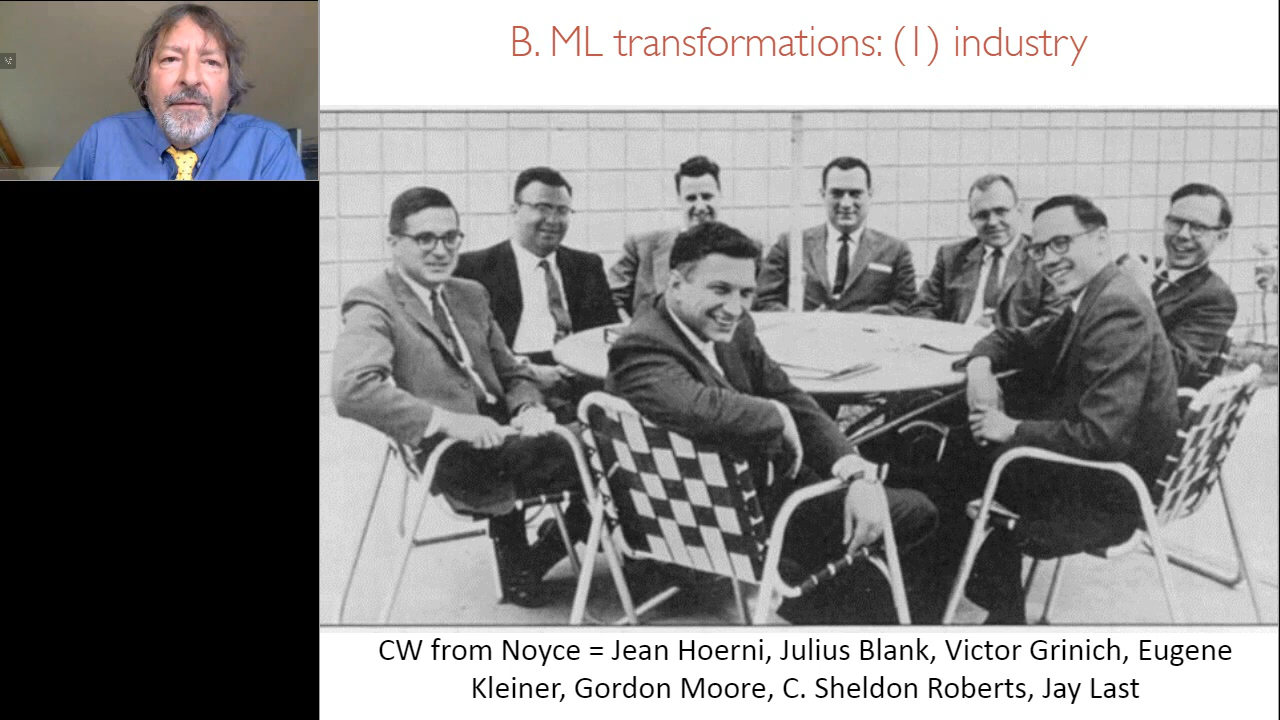 B. ML transformations: (1) industry
CW from Noyce = Jean Hoerni, Julius Blank, Victor Grinich, Eugene
Kleiner, Gordon Moore, C. Sheldon Roberts, Jay Last